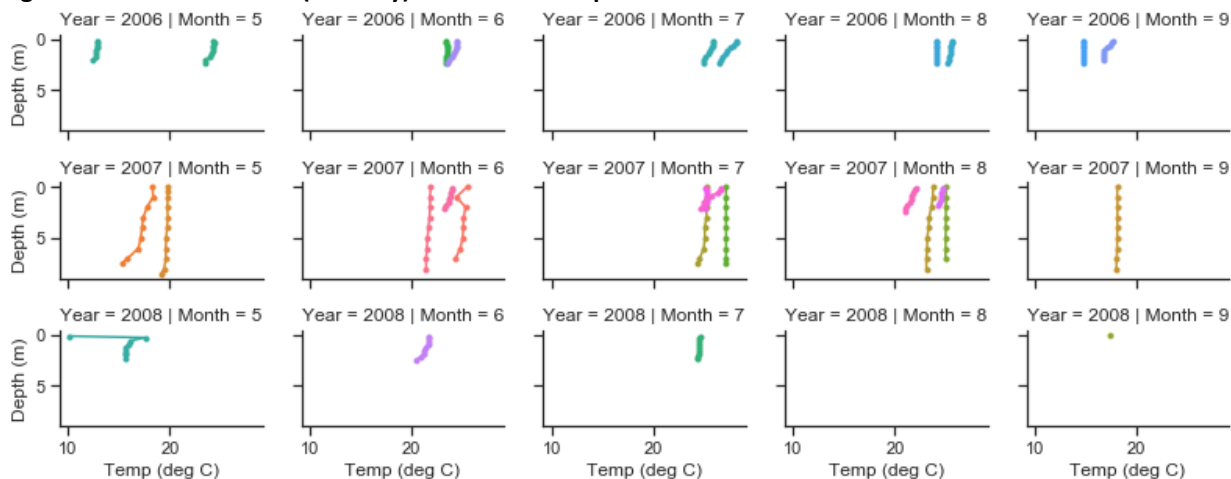 Year = 2006 | Month = 5 Year = 2006 | Month = 6 Year = 2006 | Month = 7 Year = 2006 | Month = 8 Year = 2006 | Month = 9
0
5
Depth (m)
Year = 2007 | Month = 5 Year = 2007 | Month = 6 Year = 2007 | Month = 7 Year = 2007 | Month = 8 Year = 2007 | Month = 9
0
5
Depth (m)
Year = 2008 | Month = 5 Year = 2008 | Month = 6 Year = 2008 | Month = 7 Year = 2008 | Month = 8 Year = 2008 | Month = 9
0
5
Depth (m)
10 20 10 20 10 20 10 20 10 20
Temp (deg C) Temp (deg C) Temp (deg C) Temp (deg C) Temp (deg C)